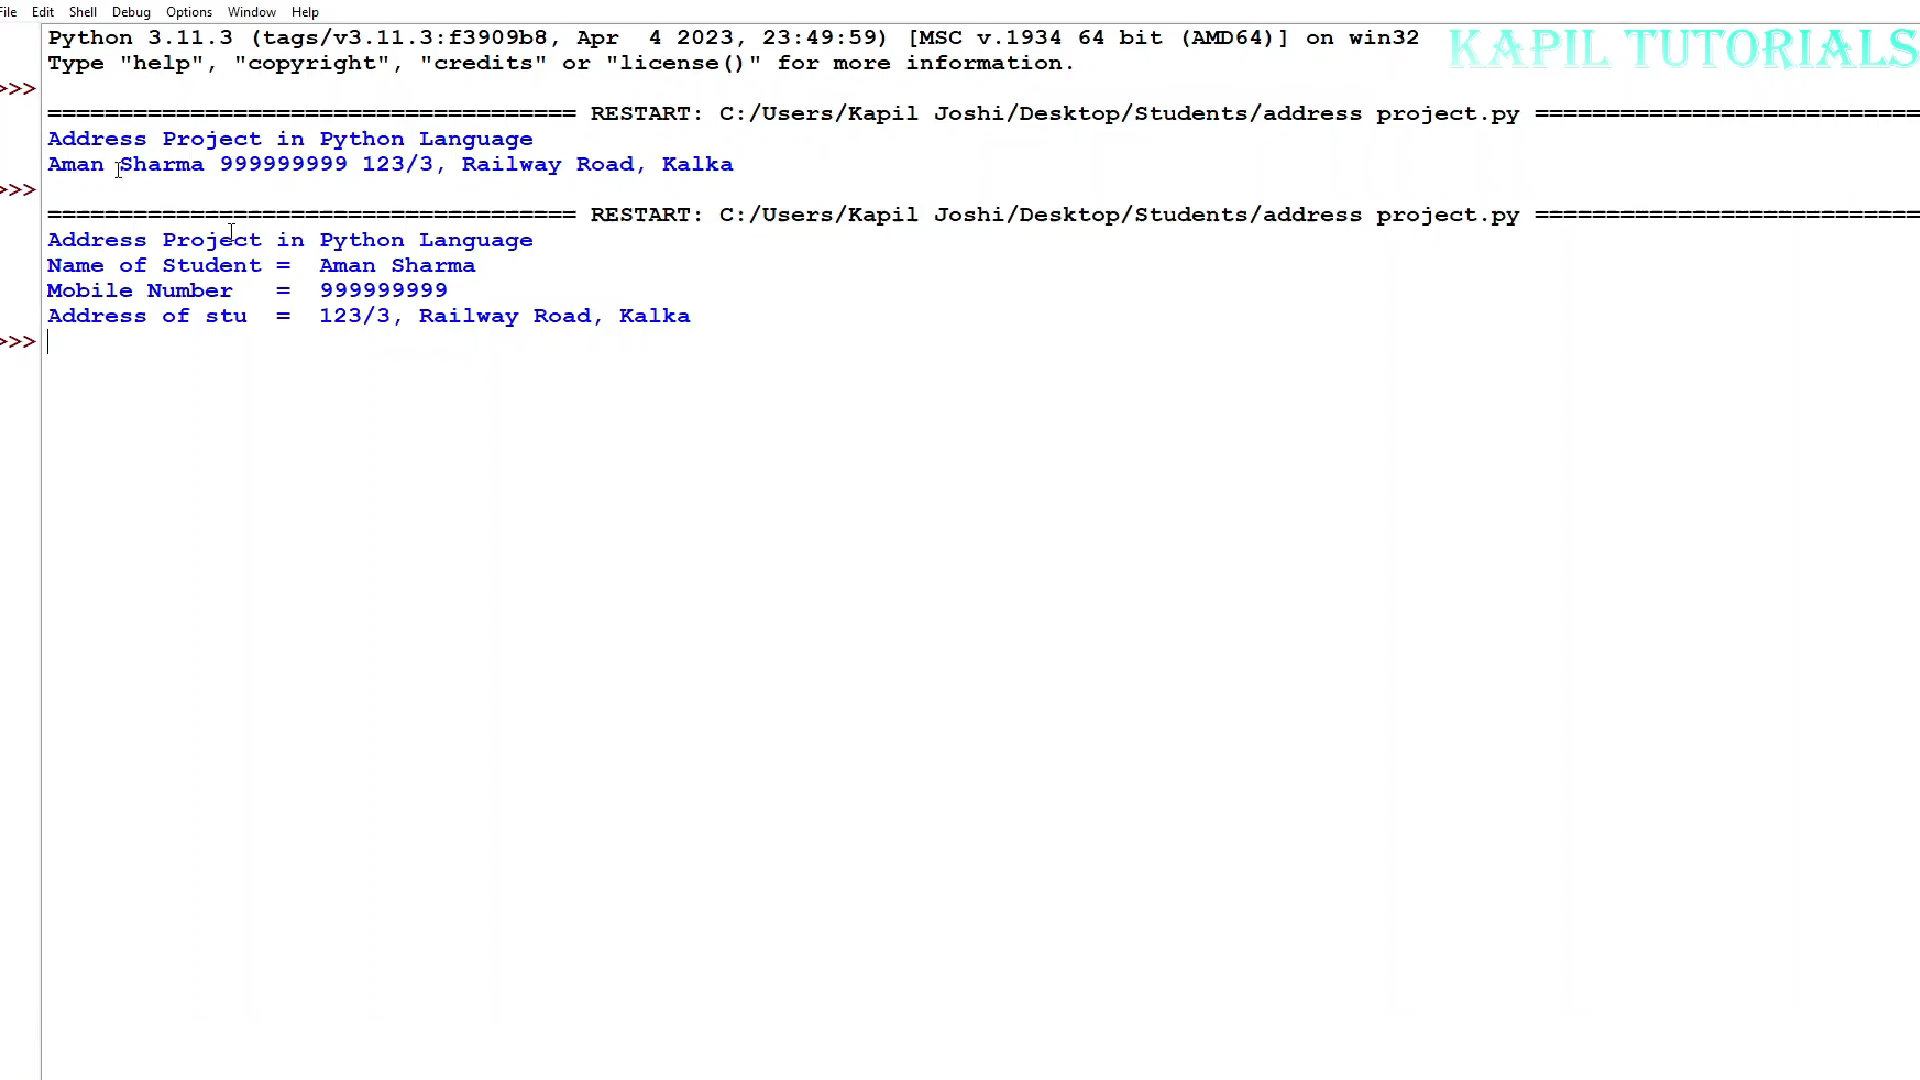 File Edit Shell Debug Options Window Help
KAPIL TUTORIALS
Python 3.11.3 (tags/v3.11.3:f3909b8, Apr  4 2023, 23:49:59) [MSC v.1934 64 bit (AMD64)] on win32
Type "help", "copyright", "credits" or "license()" for more information.
>>>
===================================== RESTART: C:/Users/Kapil Joshi/Desktop/Students/address project.py ===========================
Address Project in Python Language
Aman Sharma 999999999 123/3, Railway Road, Kalka
>>>
===================================== RESTART: C:/Users/Kapil Joshi/Desktop/Students/address project.py ===========================
Address Project in Python Language
Name of Student =  Aman Sharma
Mobile Number   =  999999999
Address of stu  =  123/3, Railway Road, Kalka
>>>